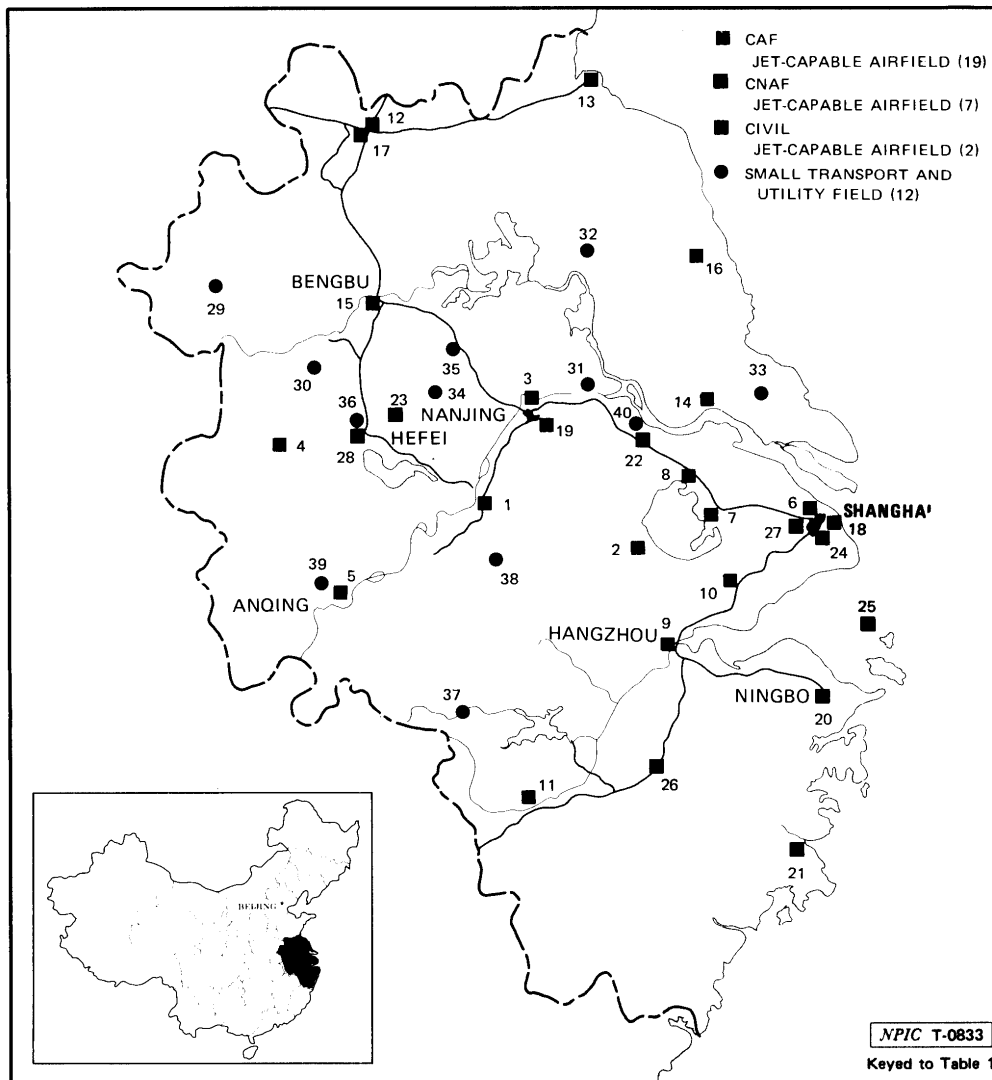 CAF
JET-CAPABLE AIRFIELD (19)
CNAF
JET-CAPABLE AIRFIELD (7)
CIVIL
JET-CAPABLE AIRFIELD (2)
SMALL TRANSPORT AND
UTILITY FIELD (12)
13
12
17
32
16
29
BENGBU
15
35
30
3
31
33
34
23
14
36
NANJING
40
19
HEFEI
22
4
28
8
6
SHANGHA'
1
7
27
18
24
2
39
5
38
10
ANQING
25
9
HANGZHOU
NINGBO
20
37
26
11
21
BEIJING
NPIC T-0833
Keyed to Table 1